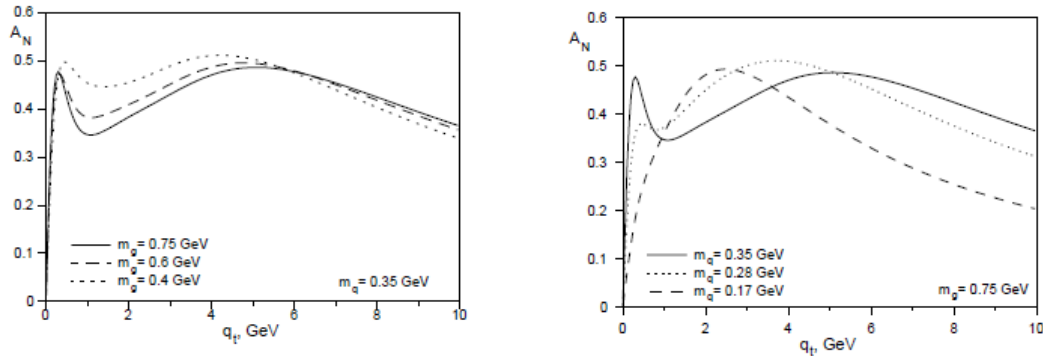 0.6
A_N
0.5
0.4
0.3
0.2
0.1
0
m_g= 0.75 GeV
m_g= 0.6 GeV
m_g= 0.4 GeV
m_q= 0.35 GeV
0 2 4 6 8 10
q_t, GeV
0.6
A_N
0.5
0.4
0.3
0.2
0.1
0
m_q= 0.35 GeV
m_q= 0.28 GeV
m_q= 0.17 GeV
m_g= 0.75 GeV
0 2 4 6 8 10
q_t, GeV